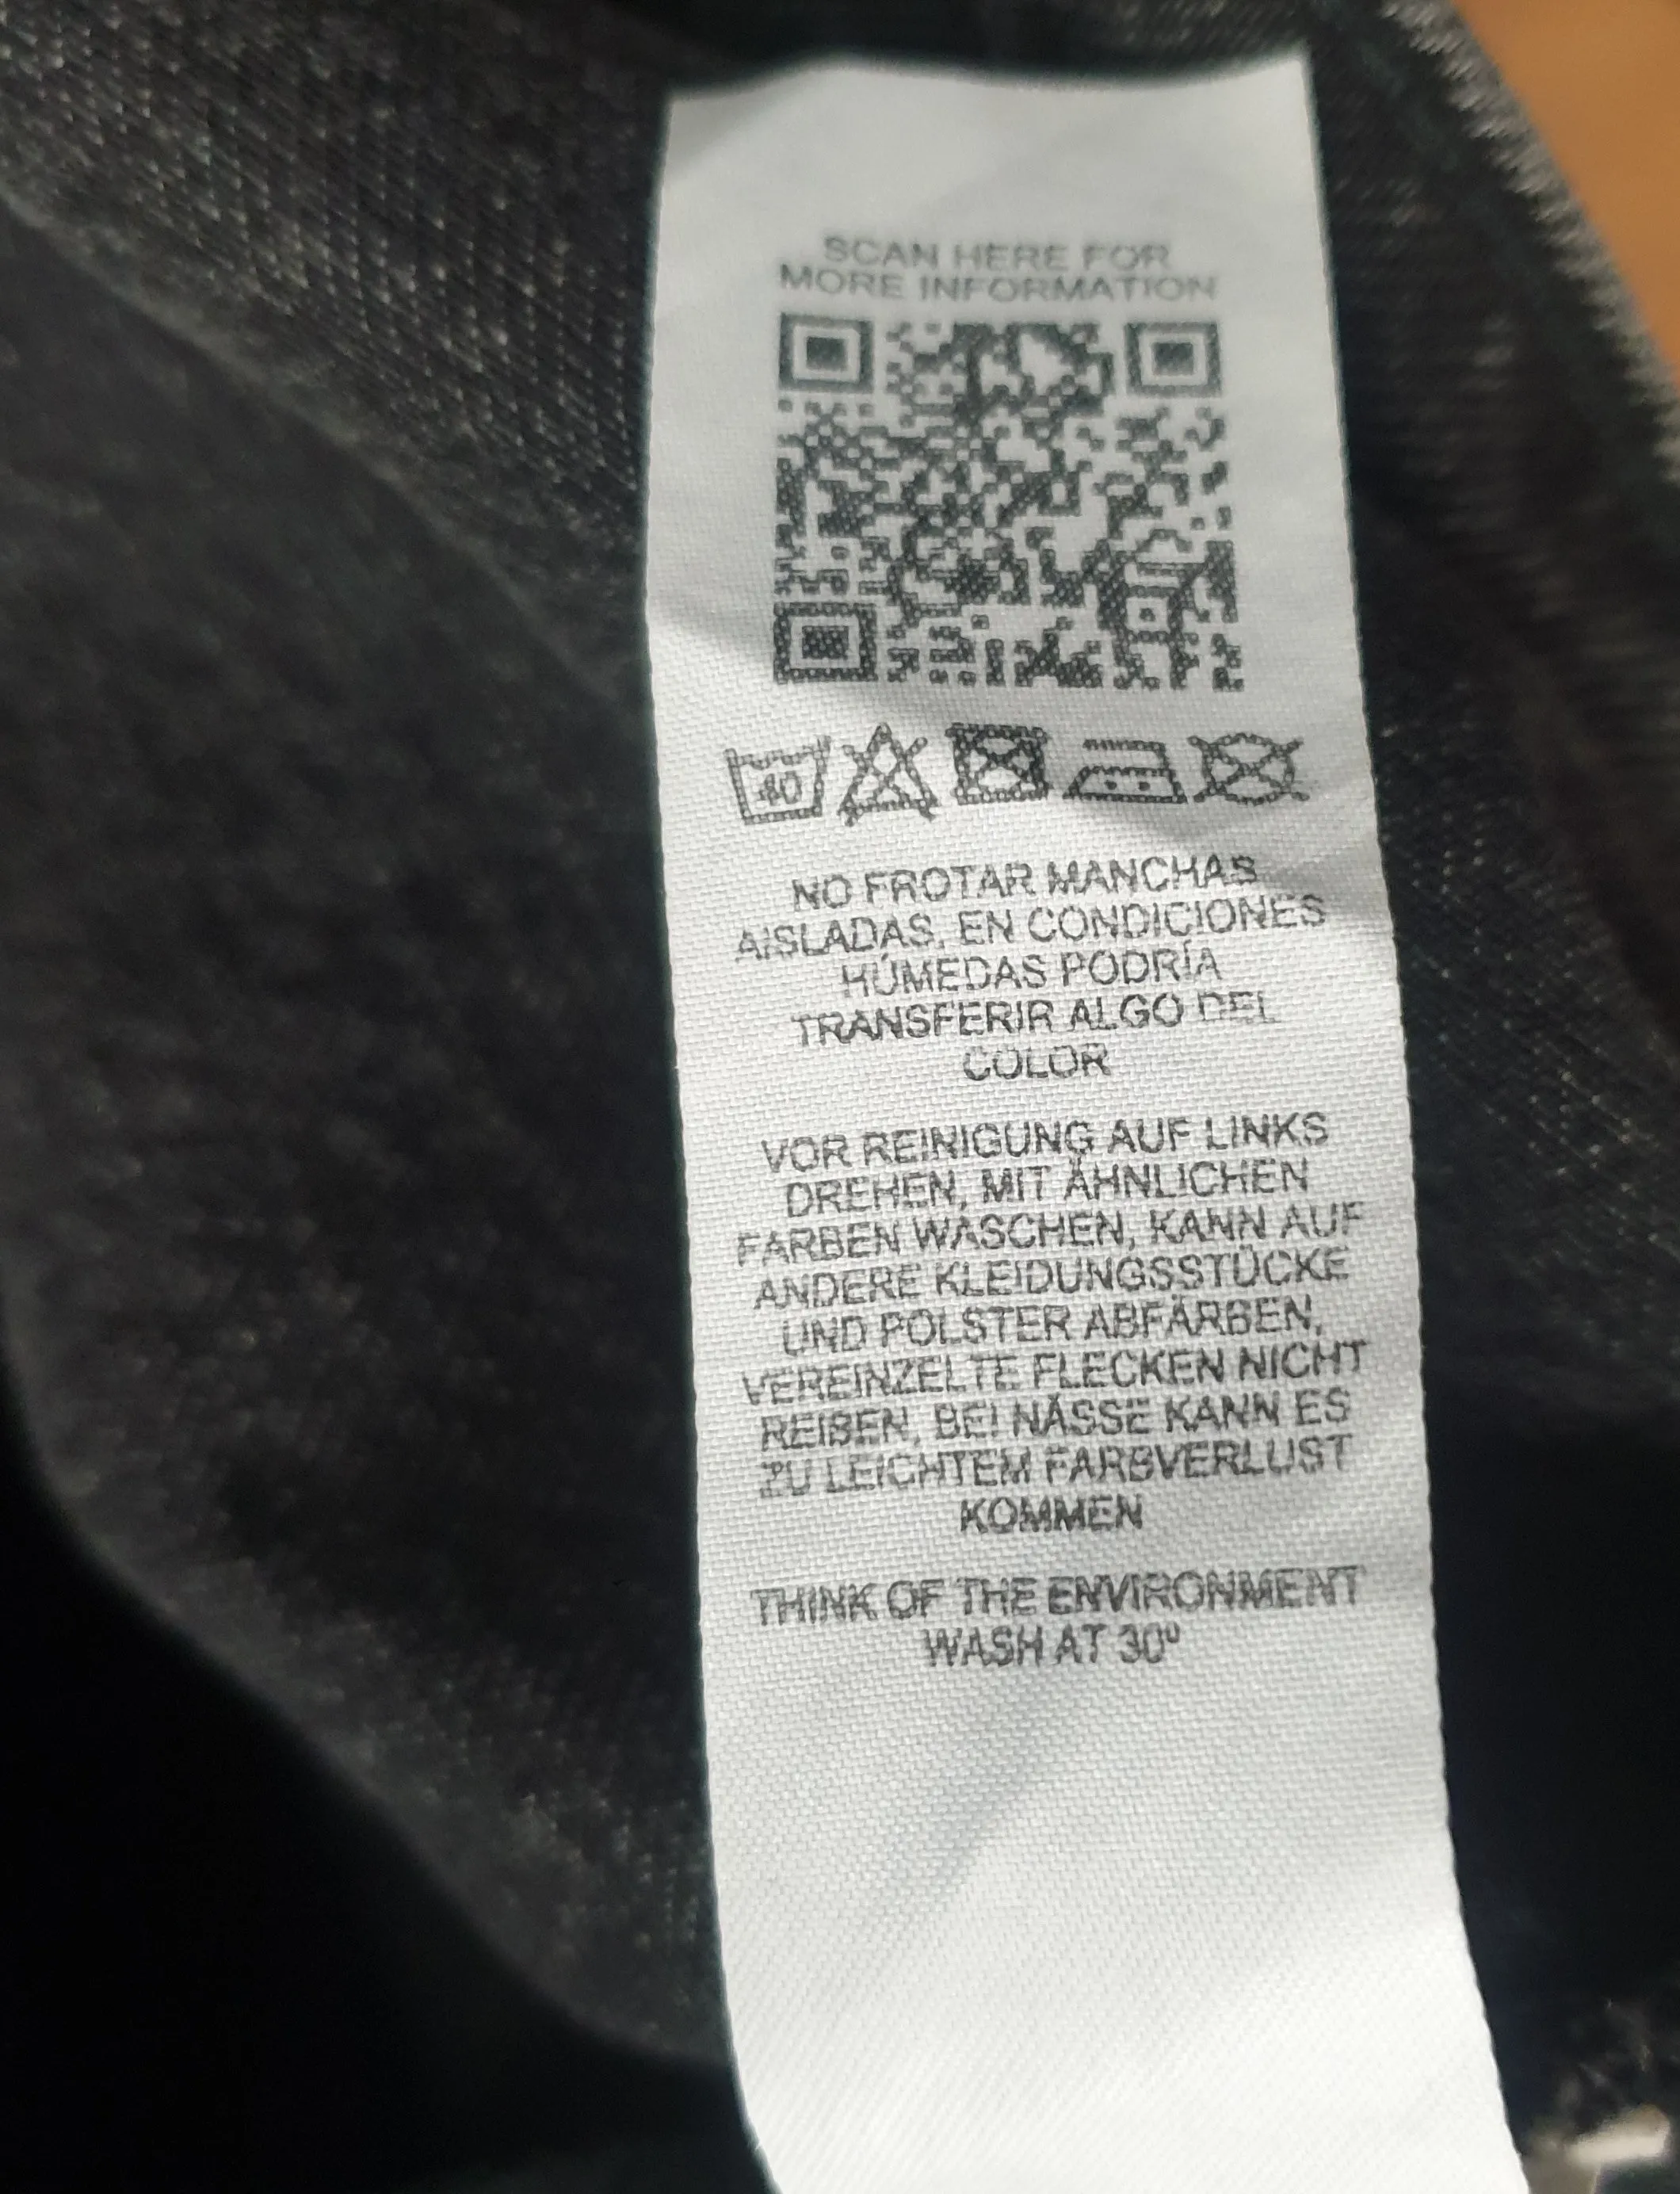 SCAN HERE FOR
MORE INFORMATION
40
NO FROTAR MANCHAS
AISLADAS, EN CONDICIONES
HÚMEDAS PODRÍA
TRANSFERIR ALGO DEL
COLOR
VOR REINIGUNG AUF LINKS
DREHEN, MIT ÄHNLICHEN
FARBEN WASCHEN, KANN AUF
ANDERE KLEIDUNGSSTÜCKE
UND POLSTER ABFÄRBEN,
VEREINZELTE FLECKEN NICHT
REIBEN, BEI NÄSSE KANN ES
ZU LEICHTEM FARBVERLUST
KOMMEN
THINK OF THE ENVIRONMENT
WASH AT 30º